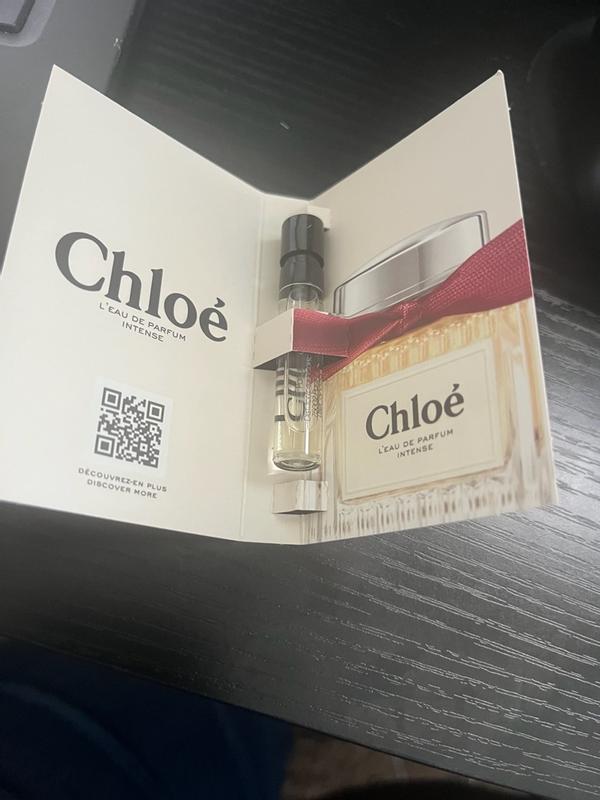 Chloé
L'EAU DE PARFUM
INTENSE
DÉCOUVREZ-EN PLUS
DISCOVER MORE
Chloé
L'EAU DE PARFUM
INTENSE